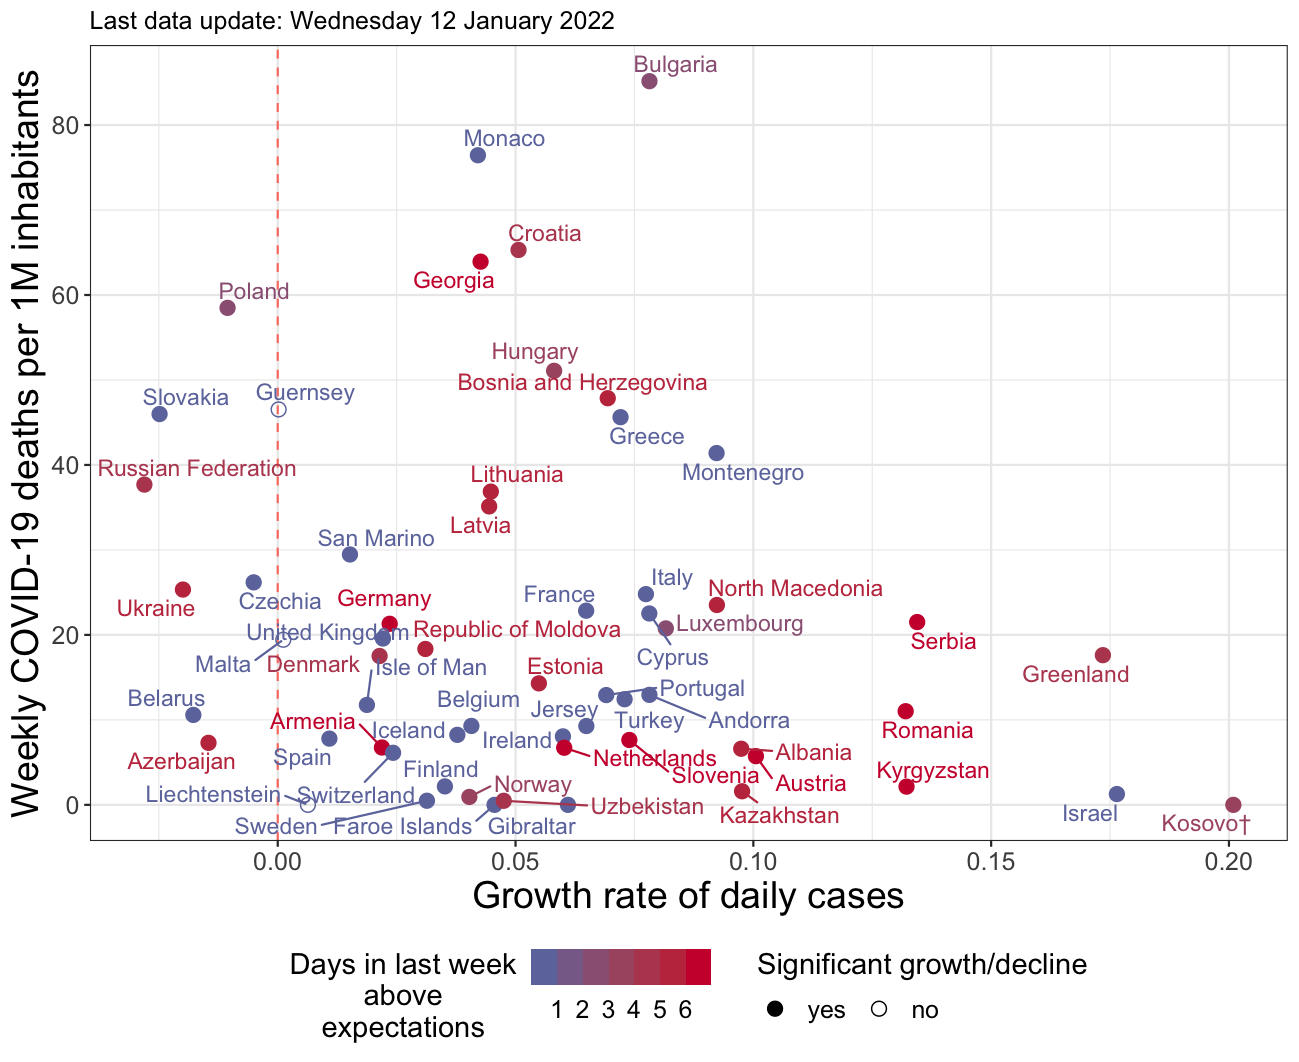 Last data update: Wednesday 12 January 2022
Weekly COVID-19 deaths per 1M inhabitants
Bulgaria
80
Monaco
Croatia
Georgia
Poland
60
Hungary
Bosnia and Herzegovina
Slovakia
Guernsey
Greece
Montenegro
40
Russian Federation
Lithuania
Latvia
San Marino
Italy
North Macedonia
France
Czechia
Ukraine
Germany
Luxembourg
United Kingdom
Republic of Moldova
20
Serbia
Cyprus
Malta
Denmark
Isle of Man
Estonia
Greenland
Belarus
Belgium
Portugal
Jersey
Turkey
Andorra
Armenia
Iceland
Ireland
Romania
Spain
Azerbaijan
Netherlands
Albania
Finland
Slovenia
Austria
Kyrgyzstan
Liechtenstein
Switzerland
Norway
Uzbekistan
0
Kazakhstan
Israel
Kosovo†
Sweden
Faroe Islands
Gibraltar
0.00
0.05
0.10
0.15
0.20
Growth rate of daily cases
Days in last week
above
expectations
1 2 3 4 5 6
Significant growth/decline
yes
no